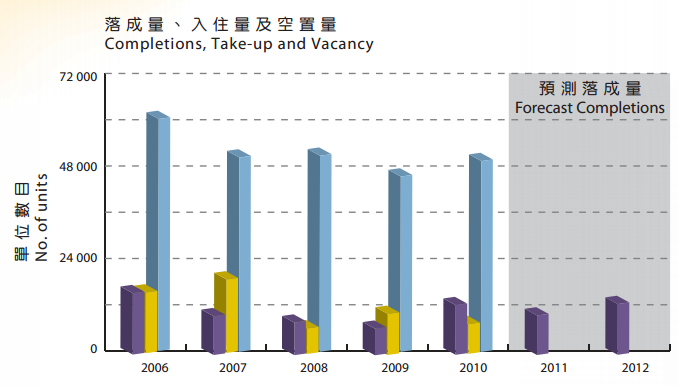 落成量、入住量及空置量
Completions, Take-up and Vacancy
72 000
48 000
24 000
0
單位數目
No. of units
預測落成量
Forecast Completions
2006 2007 2008 2009 2010 2011 2012